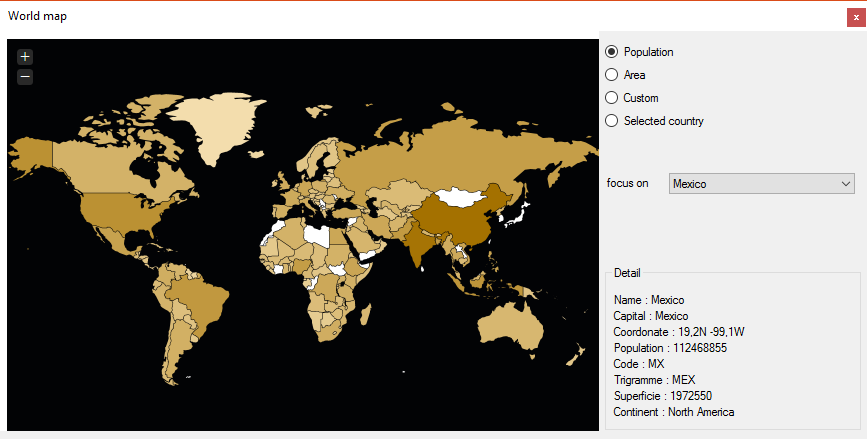 World map
x
+
−
Population
Area
Custom
Selected country
focus on
Mexico
Detail
Name : Mexico
Capital : Mexico
Coordonate : 19,2N -99,1W
Population : 112468855
Code : MX
Trigramme : MEX
Superficie : 1972550
Continent : North America